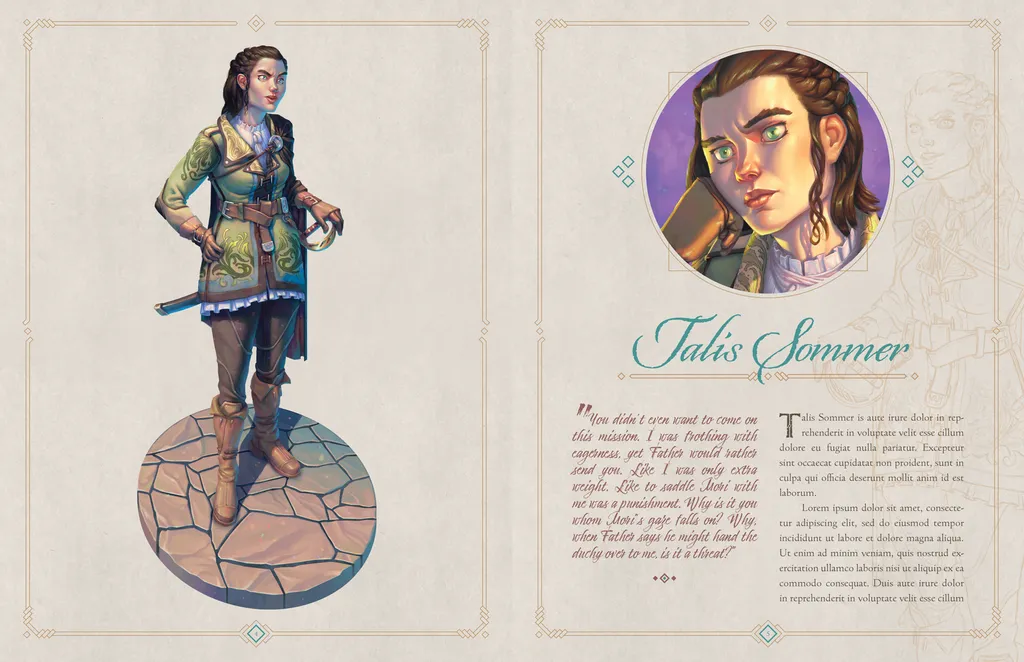 Talis Sommer
"You didn't even want to come on
this mission. I was frothing with
eagerness, yet Father would rather
send you. Like I was only extra
weight. Like to saddle Mori with
me was a punishment. Why is it you
whom Mori's gaze falls on? Why,
when Father says he might hand the
duchy over to me, is it a threat?"
Talis Sommer is aute irure dolor in rep-
rehenderit in voluptate velit esse cillum
dolore eu fugiat nulla pariatur. Excepteur
sint occaecat cupidatat non proident, sunt in
culpa qui officia deserunt mollit anim id est
laborum.
Lorem ipsum dolor sit amet, consecte-
tur adipiscing elit, sed do eiusmod tempor
incididunt ut labore et dolore magna aliqua.
Ut enim ad minim veniam, quis nostrud ex-
ercitation ullamco laboris nisi ut aliquip ex ca
commodo consequat. Duis aute irure dolor
in reprehenderit in voluptate velit esse cillum
4
5